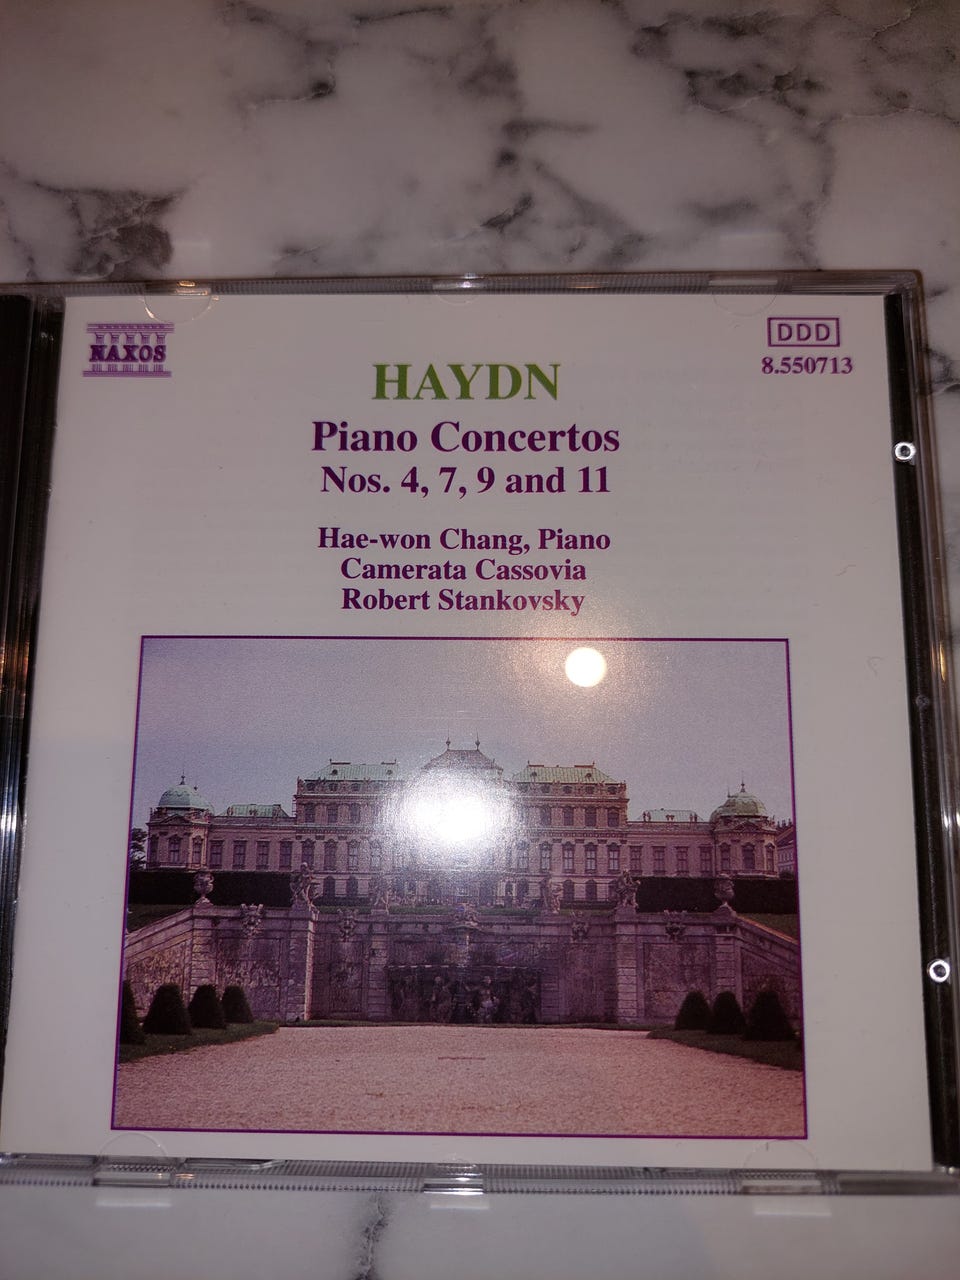 NAXOS
DDD
8.550713
HAYDN
Piano Concertos
Nos. 4, 7, 9 and 11
Hae-won Chang, Piano
Camerata Cassovia
Robert Stankovsky